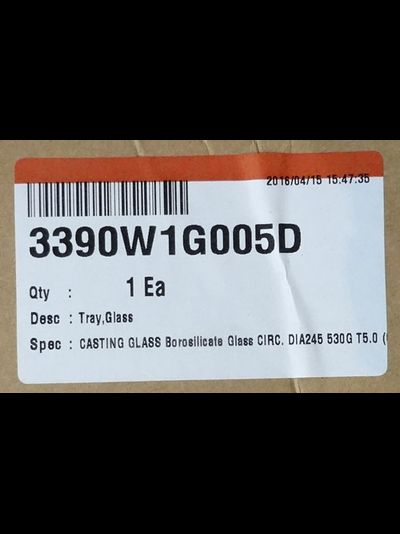 2016/04/15 15:47:35
3390W1G005D
Qty : 1 Ea
Desc : Tray,Glass
Spec : CASTING GLASS Borosilicate Glass CIRC. DIA245 530G T5.0 (